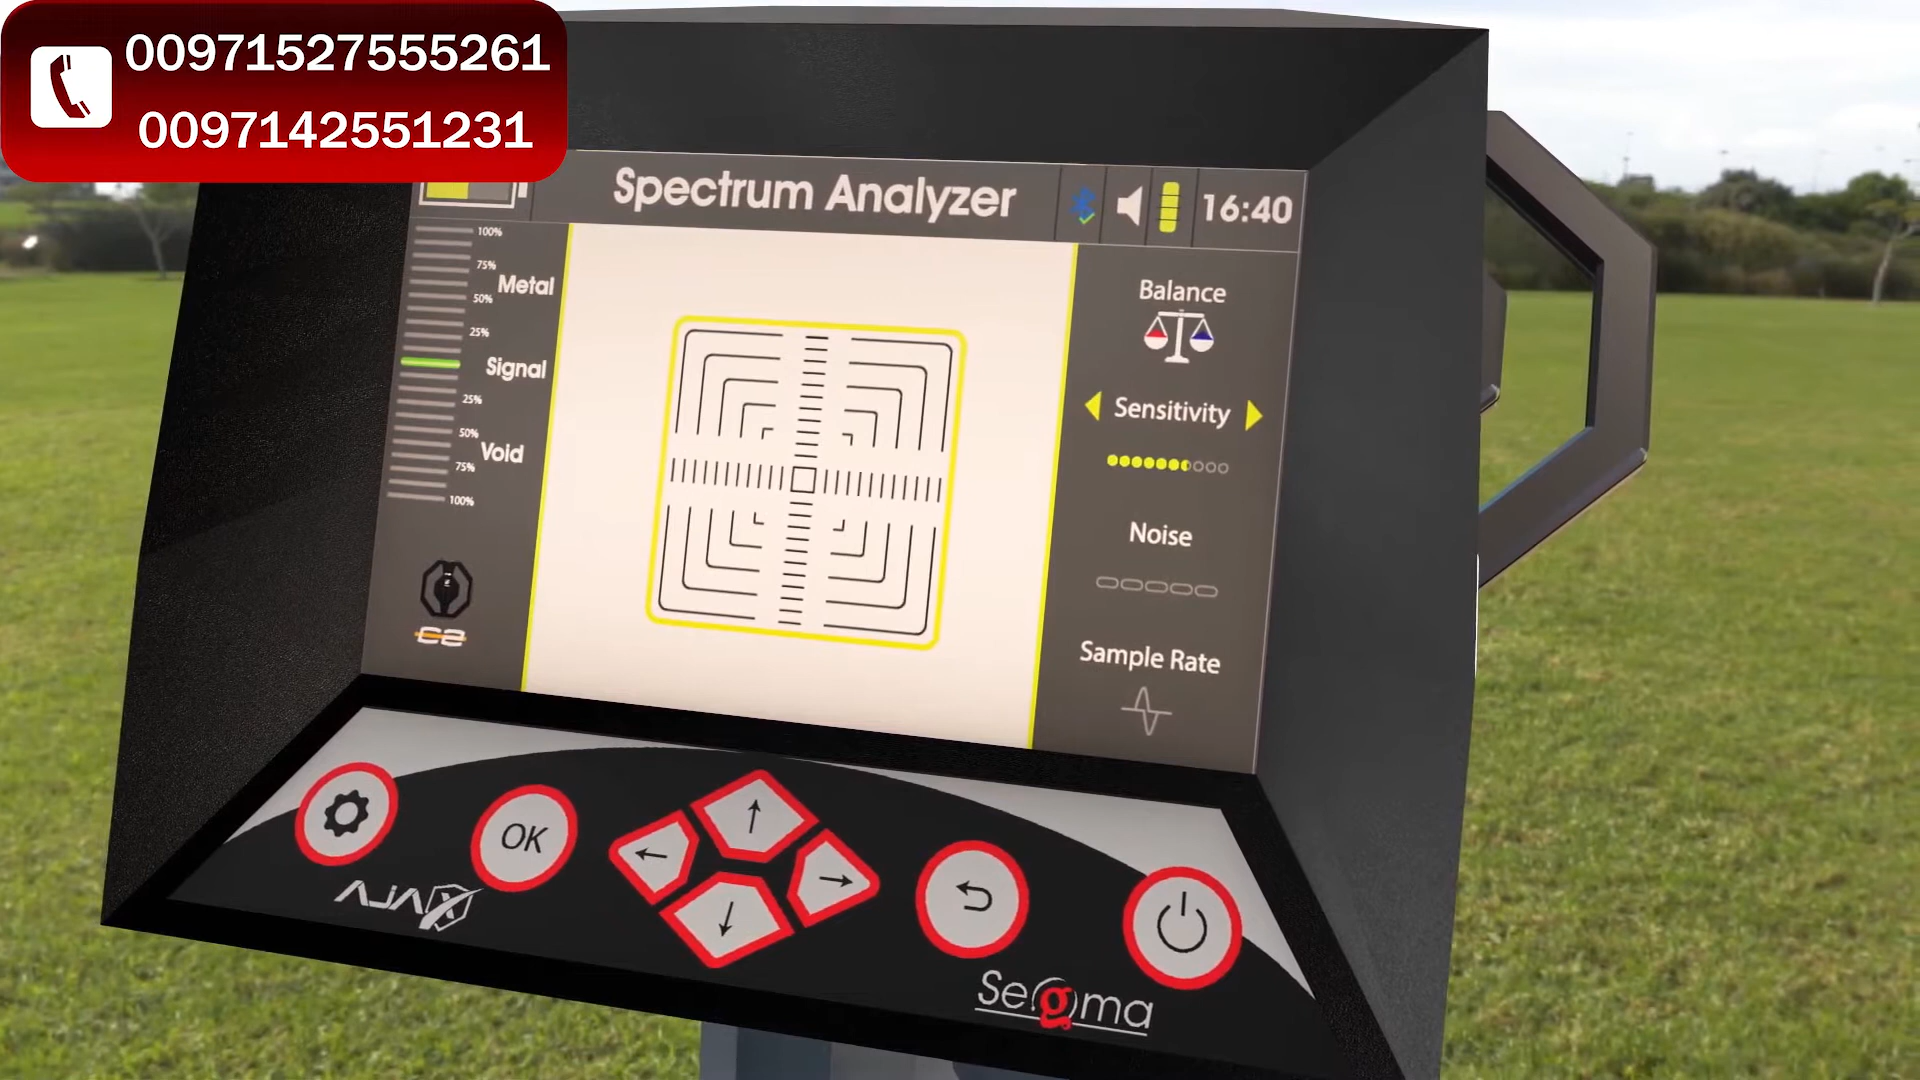 00971527555261
0097142551231
Spectrum Analyzer
16:40
100%
75%
Metal
50%
25%
Signal
25%
50%
Void
75%
100%
C2
Balance
Sensitivity
Noise
Sample Rate
OK
AJAX
Segma